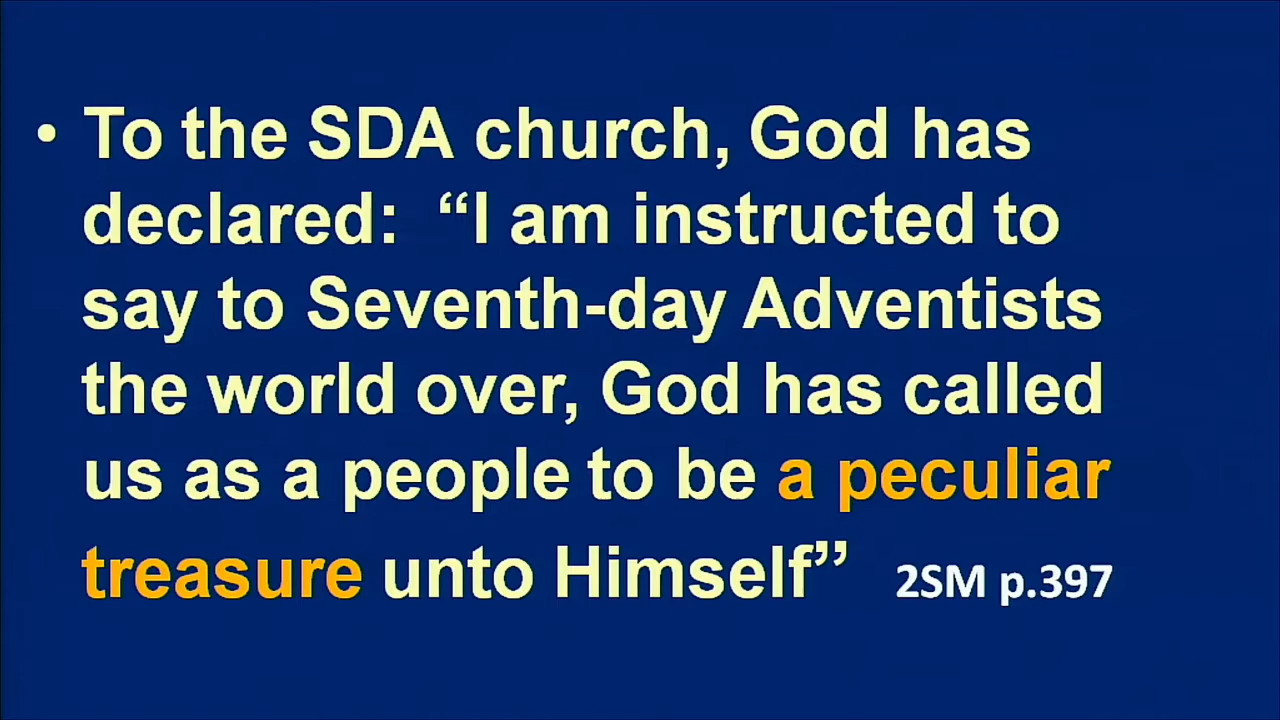 • To the SDA church, God has
declared: “I am instructed to
say to Seventh-day Adventists
the world over, God has called
us as a people to be a peculiar
treasure unto Himself” 2SM p.397